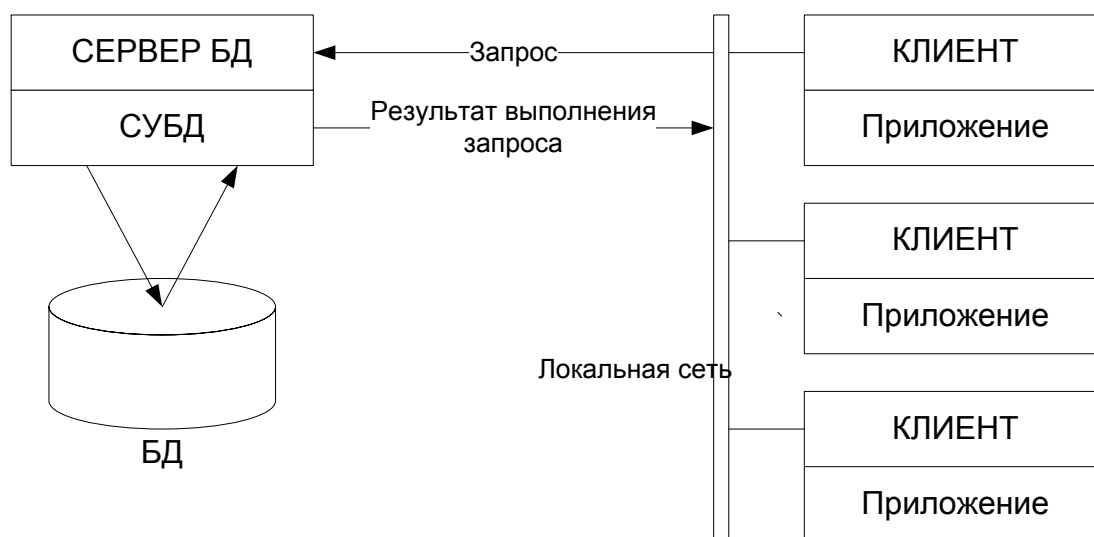 СЕРВЕР БД
СУБД
Запрос
Результат выполнения
запроса
КЛИЕНТ
Приложение
КЛИЕНТ
Приложение
Локальная сеть
КЛИЕНТ
Приложение
БД